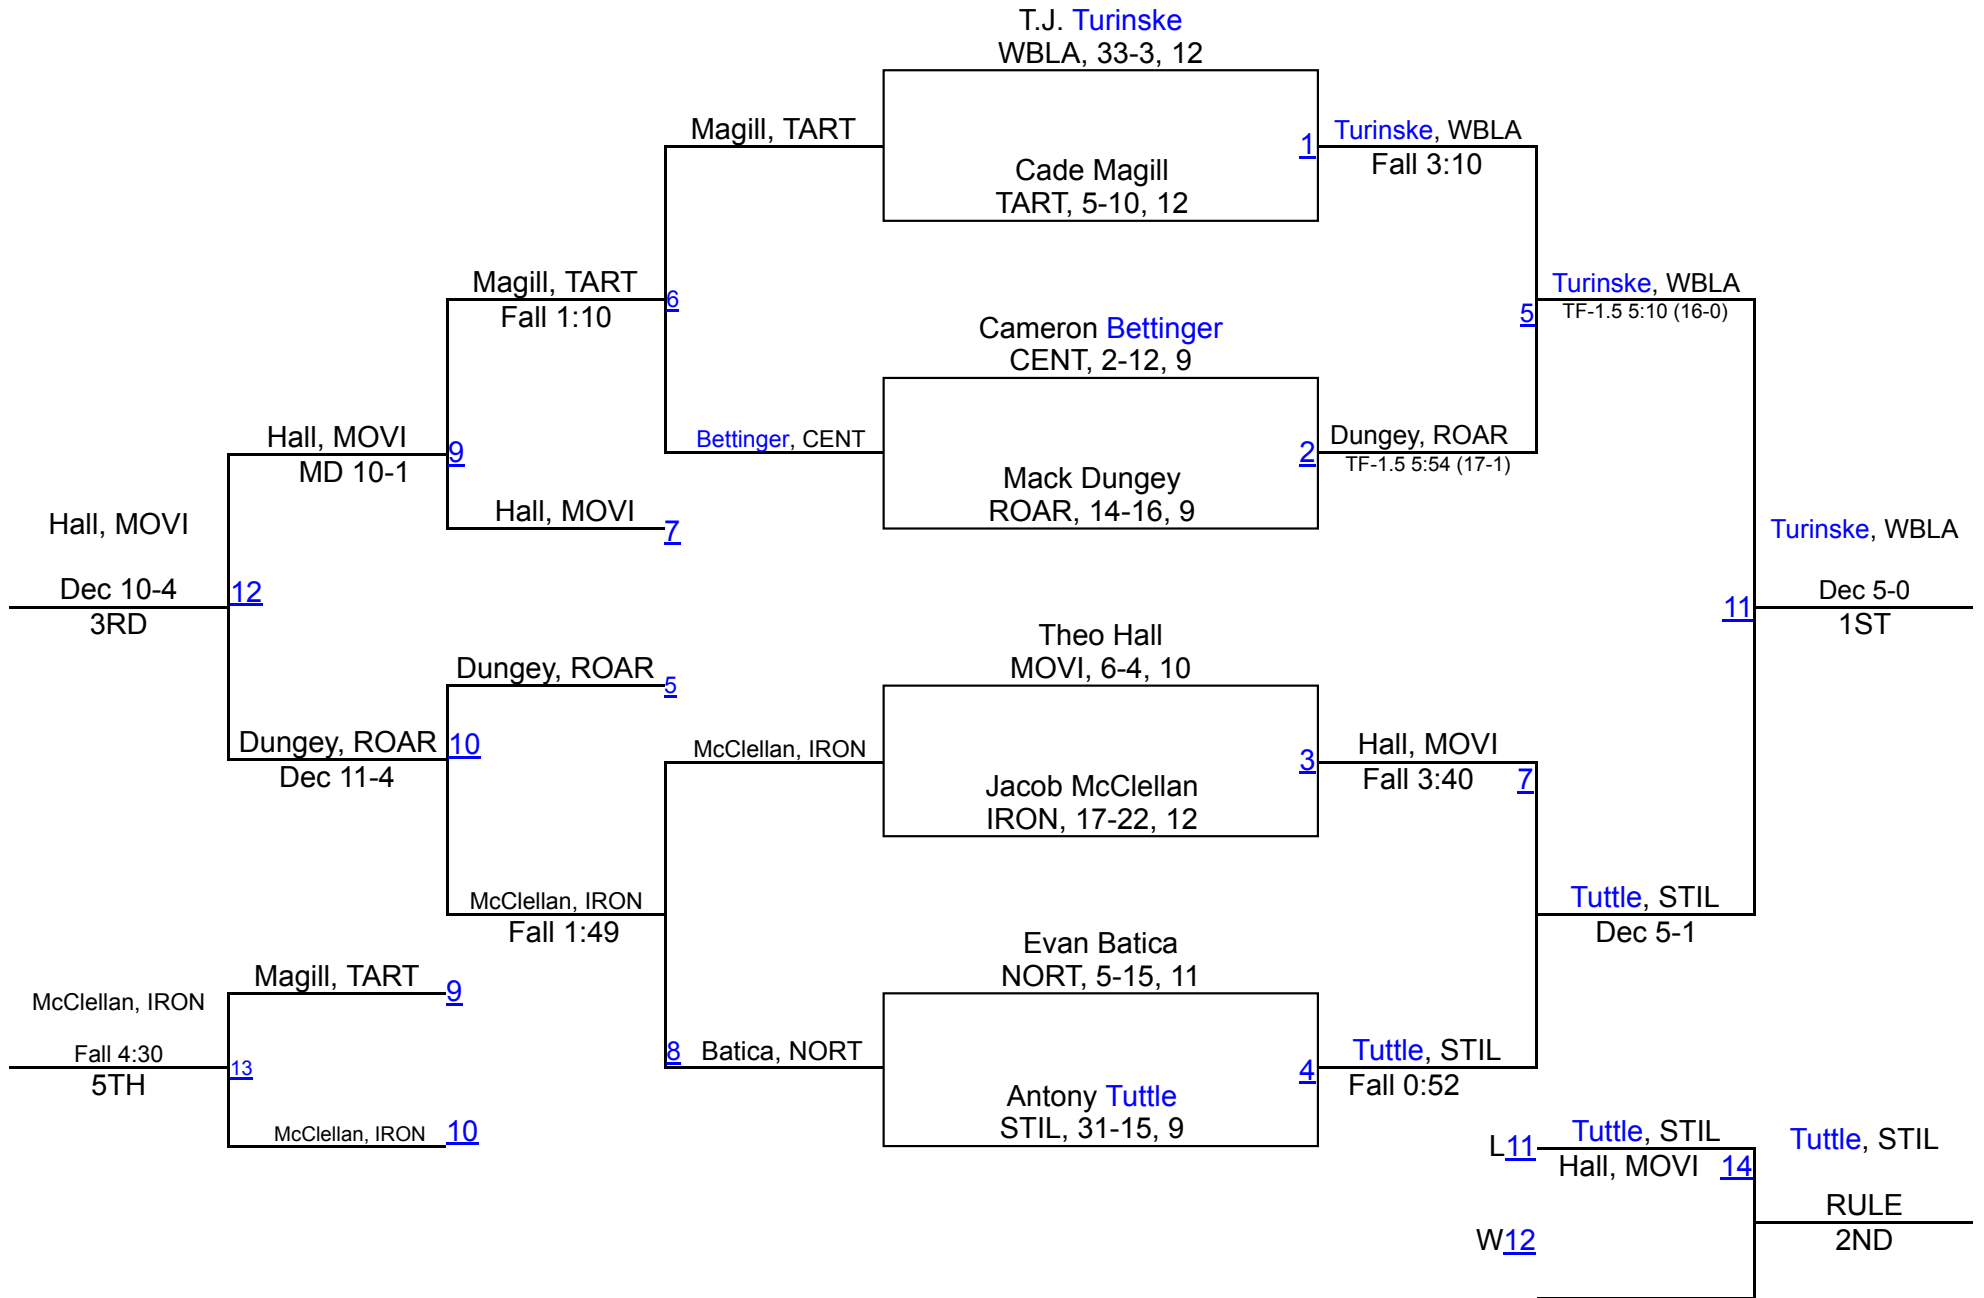 T.J. Turinske
WBLA, 33-3, 12
Magill, TART
1
Turinske, WBLA
Fall 3:10
Cade Magill
TART, 5-10, 12
Magill, TART
Fall 1:10
6
Turinske, WBLA
TF-1.5 5:10 (16-0)
5
Cameron Bettinger
CENT, 2-12, 9
Hall, MOVI
MD 10-1
9
Bettinger, CENT
2
Dungey, ROAR
TF-1.5 5:54 (17-1)
Mack Dungey
ROAR, 14-16, 9
Hall, MOVI
7
Hall, MOVI
Dec 10-4
3RD
12
Turinske, WBLA
Dec 5-0
1ST
11
Theo Hall
MOVI, 6-4, 10
Dungey, ROAR
5
Dungey, ROAR
Dec 11-4
10
McClellan, IRON
3
Hall, MOVI
Fall 3:40
7
Jacob McClellan
IRON, 17-22, 12
McClellan, IRON
Fall 1:49
Tuttle, STIL
Dec 5-1
Evan Batica
NORT, 5-15, 11
Magill, TART
9
McClellan, IRON
Fall 4:30
5TH
13
8
Batica, NORT
4
Tuttle, STIL
Fall 0:52
Antony Tuttle
STIL, 31-15, 9
McClellan, IRON
10
L11
Tuttle, STIL
Hall, MOVI
14
Tuttle, STIL
RULE
2ND
W12